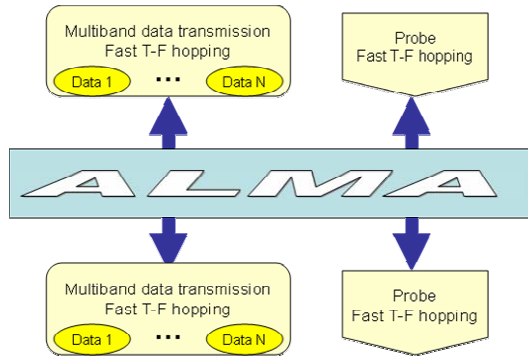 Multiband data transmission
Fast T-F hopping
Data 1 ... Data N
Probe
Fast T-F hopping
ALMA
Multiband data transmission
Fast T-F hopping
Data 1 ... Data N
Probe
Fast T-F hopping